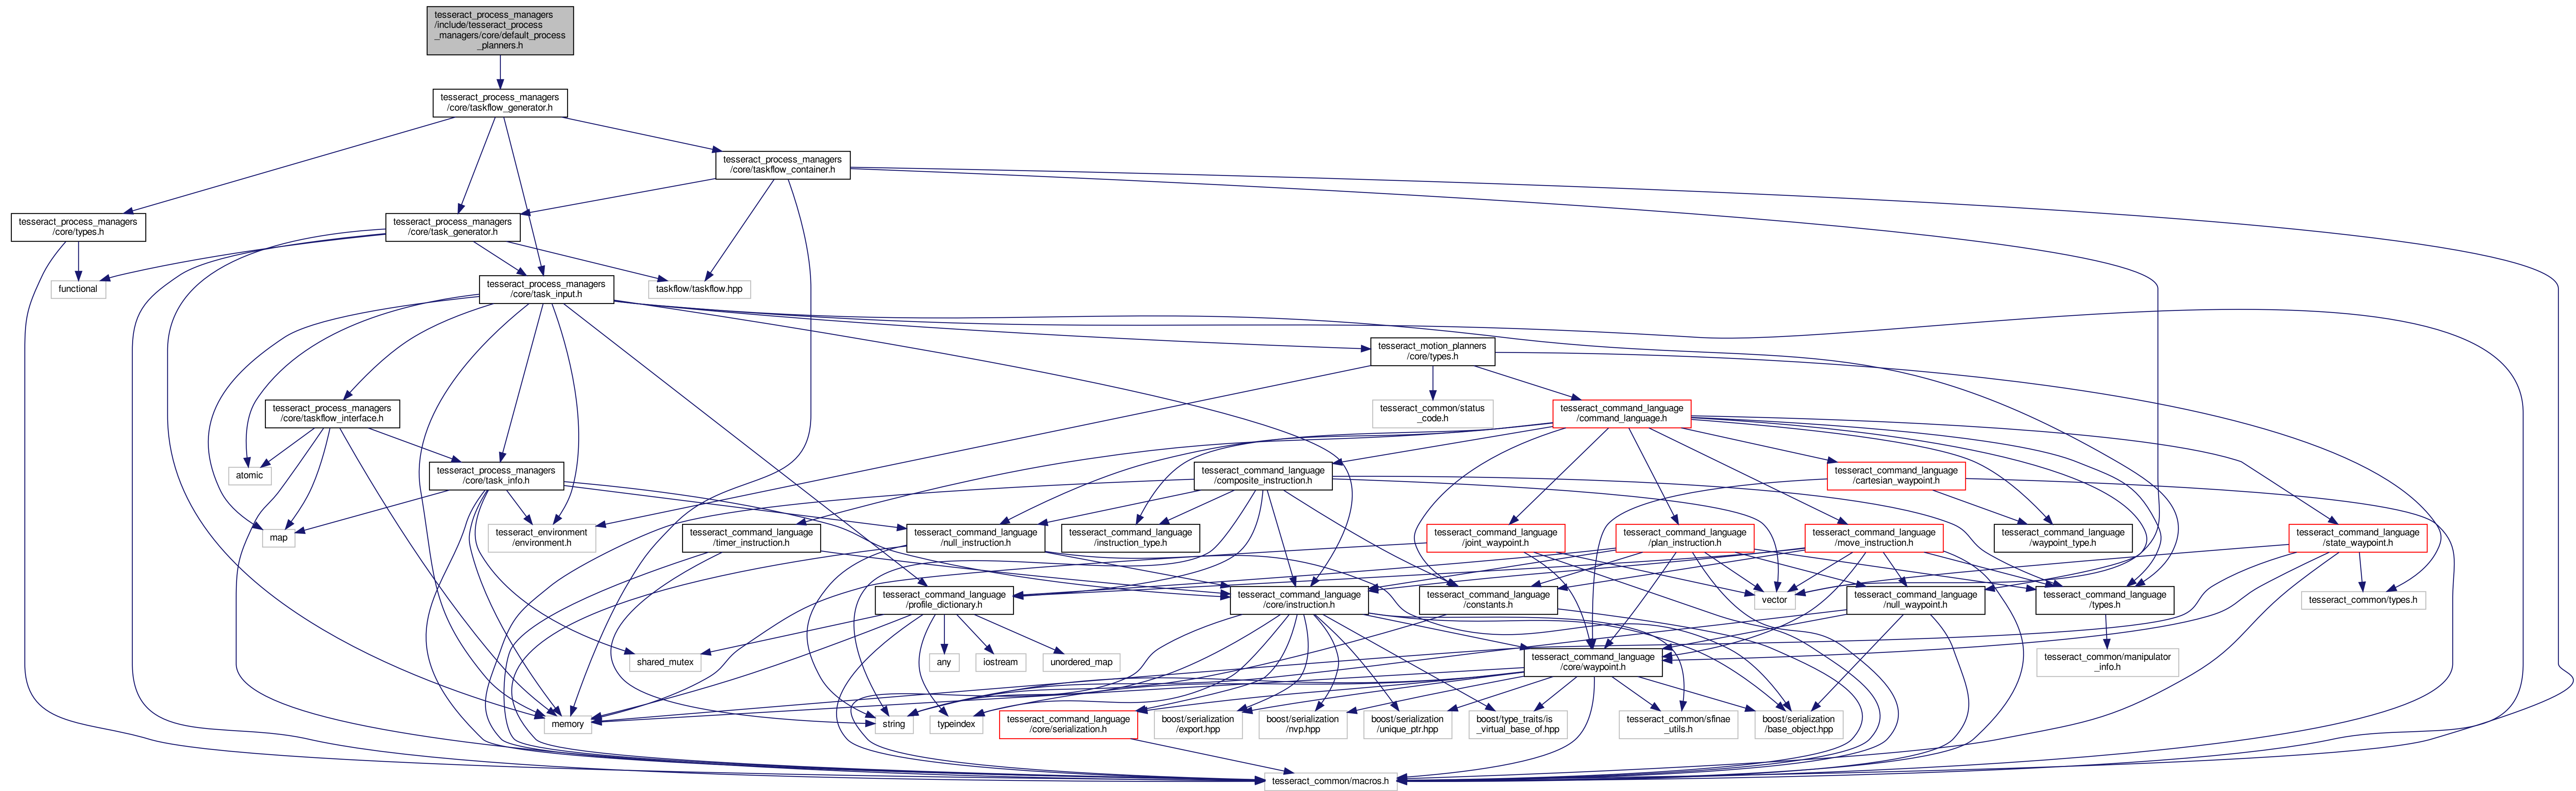 tesseract_process_managers
/include/tesseract_process
_managers/core/default_process
_planners.h
tesseract_process_managers
/core/taskflow_generator.h
tesseract_process_managers
/core/taskflow_container.h
tesseract_process_managers
/core/types.h
tesseract_process_managers
/core/task_generator.h
functional
tesseract_process_managers
/core/task_input.h
taskflow/taskflow.hpp
tesseract_motion_planners
/core/types.h
tesseract_process_managers
/core/taskflow_interface.h
tesseract_common/status
_code.h
tesseract_command_language
/command_language.h
atomic
tesseract_process_managers
/core/task_info.h
tesseract_command_language
/composite_instruction.h
tesseract_command_language
/cartesian_waypoint.h
map
tesseract_environment
/environment.h
tesseract_command_language
/timer_instruction.h
tesseract_command_language
/null_instruction.h
tesseract_command_language
/instruction_type.h
tesseract_command_language
/joint_waypoint.h
tesseract_command_language
/plan_instruction.h
tesseract_command_language
/move_instruction.h
tesseract_command_language
/waypoint_type.h
tesseract_command_language
/state_waypoint.h
tesseract_command_language
/profile_dictionary.h
tesseract_command_language
/core/instruction.h
tesseract_command_language
/constants.h
vector
tesseract_command_language
/null_waypoint.h
tesseract_command_language
/types.h
tesseract_common/types.h
shared_mutex
any
iostream
unordered_map
tesseract_command_language
/core/waypoint.h
tesseract_common/manipulator
_info.h
memory
string
typeindex
tesseract_command_language
/core/serialization.h
boost/serialization
/export.hpp
boost/serialization
/nvp.hpp
boost/serialization
/unique_ptr.hpp
boost/type_traits/is
_virtual_base_of.hpp
tesseract_common/sfinae
_utils.h
boost/serialization
/base_object.hpp
tesseract_common/macros.h